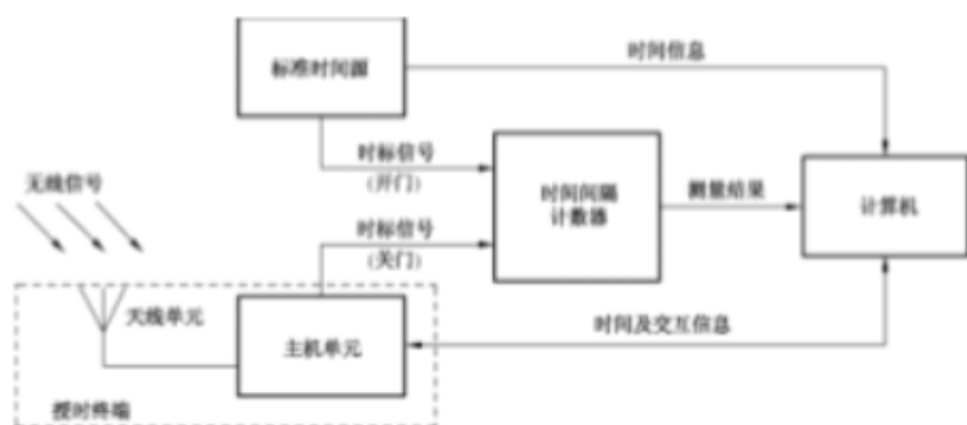 标准时间源
时间信息
时标信号
(开门)
无线信号
时间间隔
计数器
测量结果
计算机
时标信号
(关门)
天线单元
主机单元
时间及交互信息
授时终端